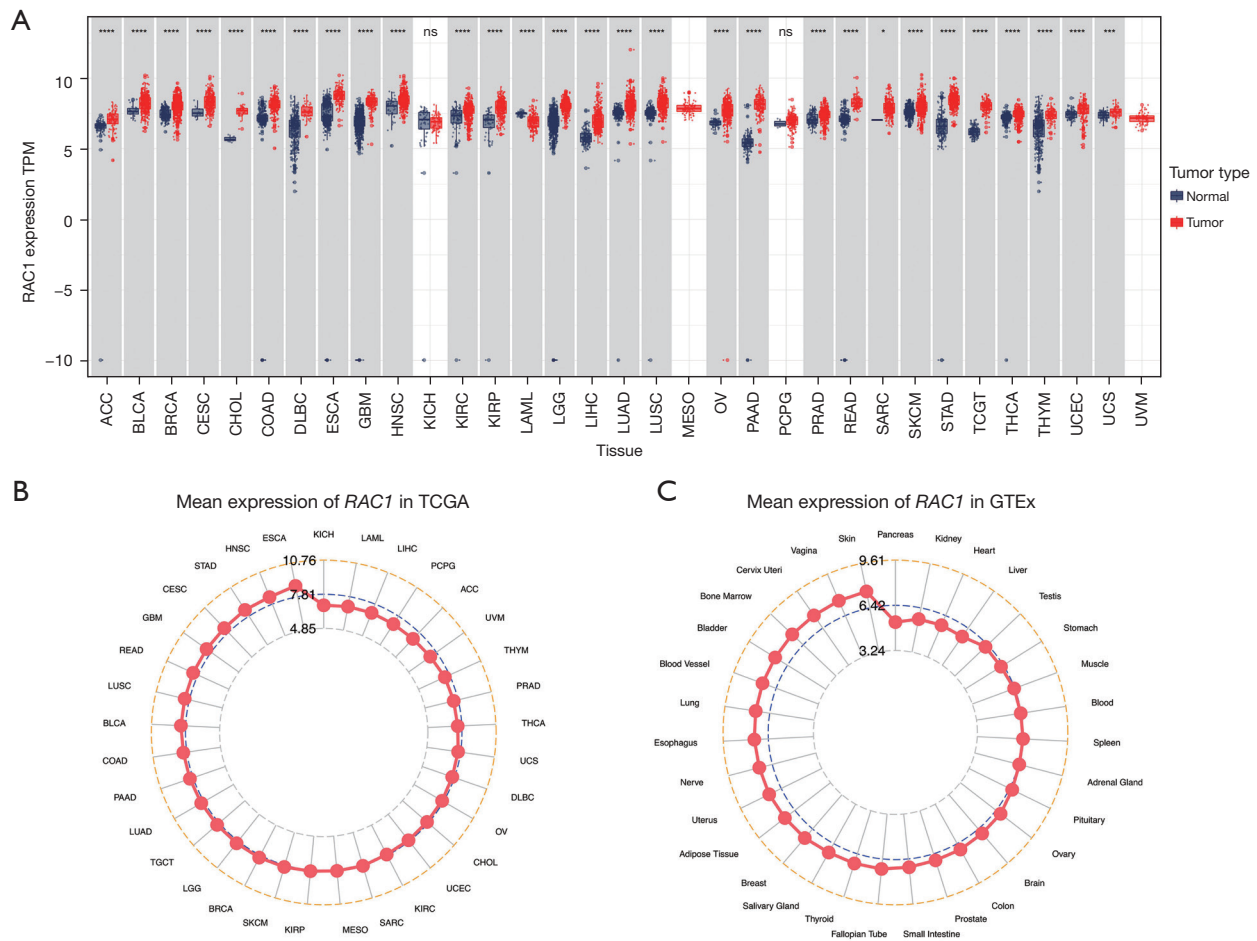 A
**** **** **** **** **** **** **** **** **** **** ns **** **** **** **** **** **** **** **** **** ns **** **** * **** **** **** **** **** **** ***
10
5
0
−5
−10
RAC1 expression TPM
ACC BLCA BRCA CESC CHOL COAD DLBC ESCA GBM HNSC KICH KIRC KIRP LAML LGG LIHC LUAD LUSC MESO OV PAAD PCPG PRAD READ SARC SKCM STAD TCGT THCA THYM UCEC UCS UVM
Tissue
Tumor type
Normal
Tumor
B
Mean expression of RAC1 in TCGA
10.76
7.81
4.85
KICH
LAML
LIHC
PCPG
ACC
UVM
THYM
PRAD
THCA
UCS
DLBC
OV
CHOL
UCEC
KIRC
SARC
MESO
KIRP
SKCM
BRCA
LGG
TGCT
LUAD
PAAD
COAD
BLCA
LUSC
READ
GBM
CESC
STAD
HNSC
ESCA
C
Mean expression of RAC1 in GTEx
9.61
6.42
3.24
Pancreas
Kidney
Heart
Liver
Testis
Stomach
Muscle
Blood
Spleen
Adrenal Gland
Pituitary
Ovary
Brain
Colon
Prostate
Small Intestine
Fallopian Tube
Thyroid
Salivary Gland
Breast
Adipose Tissue
Uterus
Nerve
Esophagus
Lung
Blood Vessel
Bladder
Bone Marrow
Cervix Uteri
Vagina
Skin